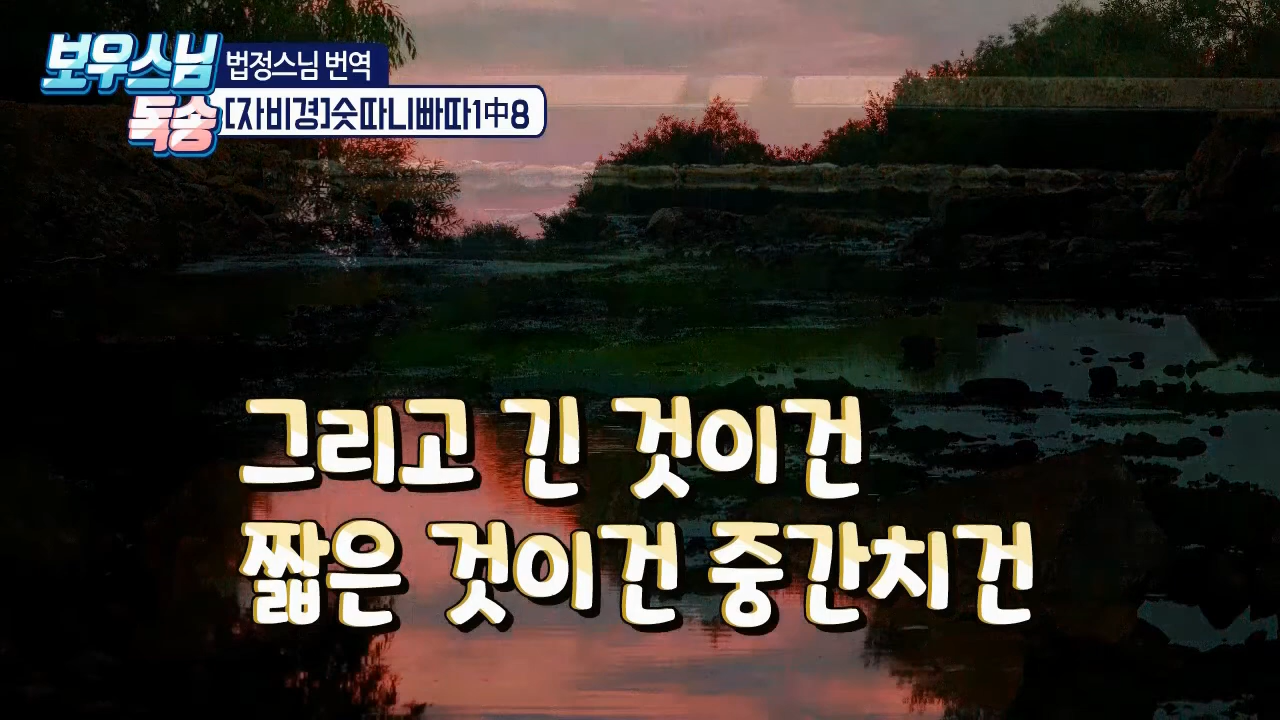 보우스님
독송
법정스님 번역
[자비경]숫따니빠따1中8
그리고 긴 것이건
짧은 것이건 중간치건